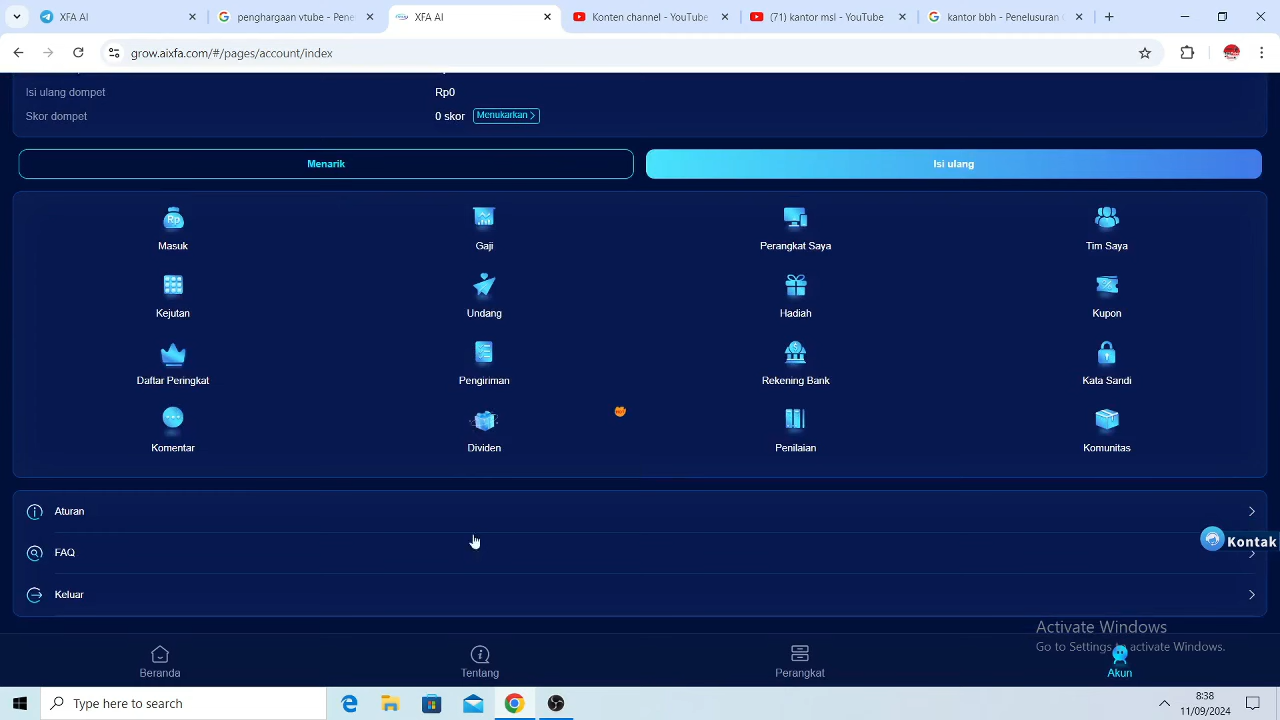 XFA AI
penghargaan vtube - Pene
XFA AI
Konten channel - YouTube
(71) kantor mba - YouTube
kantor bbh - Penelusuran
grow.aixfa.com/#/pages/account/index
Isi ulang dompet Rp0
Skor dompet 0 skor Menukarkan >
Menarik Isi ulang
Rp
Masuk Gaji Perangkat Saya Tim Saya
Kejutan Undang Hadiah Kupon
Daftar Peringkat Pengiriman Rekening Bank Kata Sandi
Komentar Dividen Penilaian Komunitas
Aturan
Kontak
FAQ
Keluar
Activate Windows
Go to Settings to activate Windows.
Beranda Tentang Perangkat Akun
Type here to search
8:38
11/09/2024